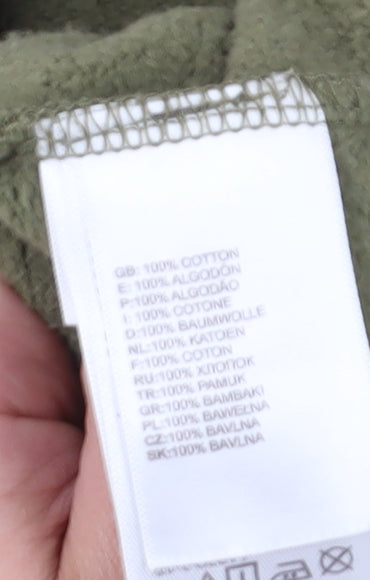 GB: 100% COTTON
E: 100% ALGODÓN
P: 100% ALGODÃO
I: 100% COTONE
D: 100% BAUMWOLLE
NL: 100% KATOEN
F: 100% COTON
RU: 100% ХЛОПОК
TR: 100% PAMUK
GR: 100% BAMBAKI
PL: 100% BAWEŁNA
CZ: 100% BAVLNA
SK: 100% BAVLNA